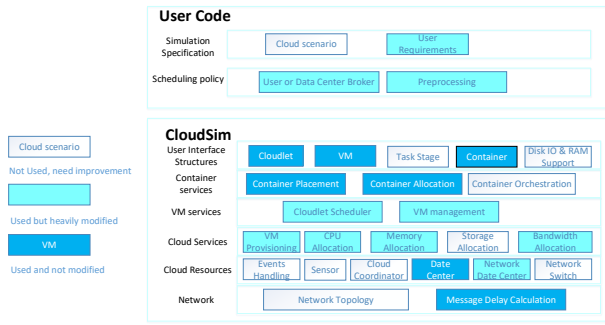 User Code
Simulation
Specification
Cloud scenario
User
Requirements
Scheduling policy
User or Data Center Broker
Preprocessing
Cloud scenario
Not Used, need improvement
Used but heavily modified
VM
Used and not modified
CloudSim
User Interface
Structures
Cloudlet
VM
Task Stage
Container
Disk IO & RAM
Support
Container
services
Container Placement
Container Allocation
Container Orchestration
VM services
Cloudlet Scheduler
VM management
Cloud Services
VM
Provisioning
CPU
Allocation
Memory
Allocation
Storage
Allocation
Bandwidth
Allocation
Cloud Resources
Events
Handling
Sensor
Cloud
Coordinator
Date
Center
Network
Date Center
Network
Switch
Network
Network Topology
Message Delay Calculation